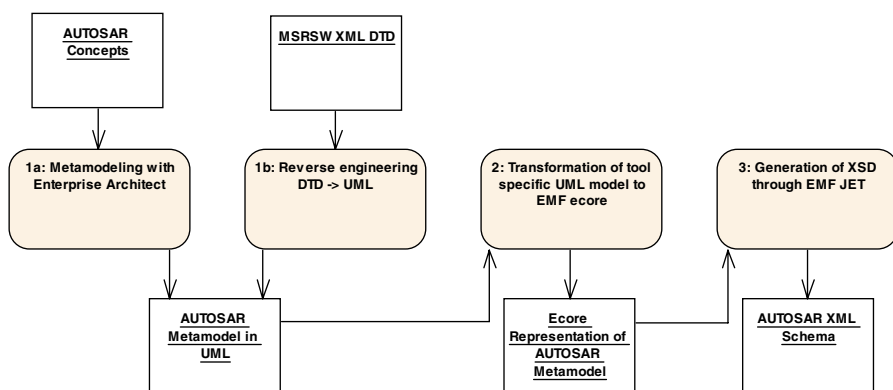 AUTOSAR
Concepts
MSRSW XML DTD
1a: Metamodeling with
Enterprise Architect
1b: Reverse engineering
DTD -> UML
2: Transformation of tool
specific UML model to
EMF ecore
3: Generation of XSD
through EMF JET
AUTOSAR
Metamodel in
UML
Ecore
Representation of
AUTOSAR
Metamodel
AUTOSAR XML
Schema